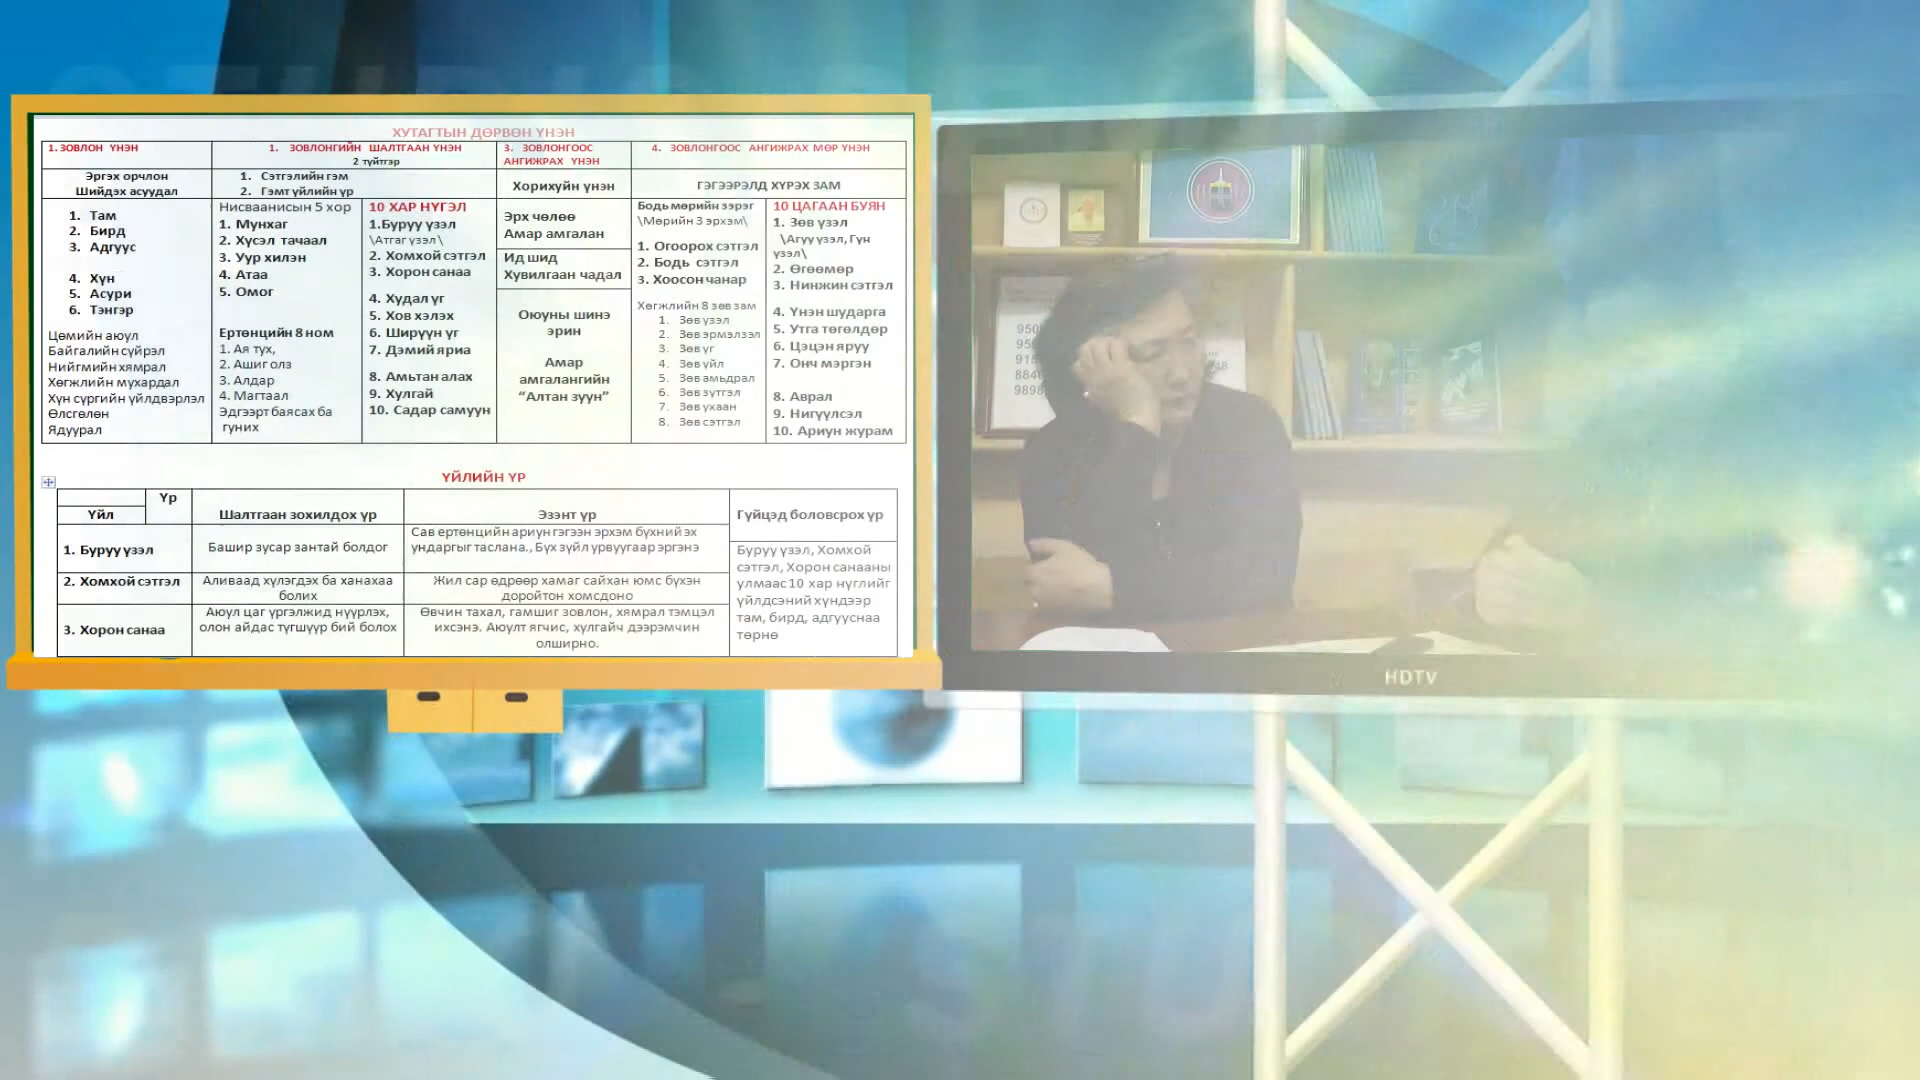 ХУТАГТЫН ДӨРВӨН ҮНЭН
1. ЗОВЛОН ҮНЭН
1. ЗОВЛОНГИЙН ШАЛТГААН ҮНЭН
2 түйтгэр
3. ЗОВЛОНГООС
АНГИЖРАХ ҮНЭН
4. ЗОВЛОНГООС АНГИЖРАХ МӨР ҮНЭН
Эргэх орчлон
Шийдэх асуудал
1. Сэтгэлийн гэм
2. Гэмт үйлийн үр
Хорихуйн үнэн
ГЭГЭЭРЭЛД ХҮРЭХ ЗАМ
1. Там
2. Бирд
3. Адгуус
4. Хүн
5. Асури
6. Тэнгэр
Цөмийн аюул
Байгалийн сүйрэл
Нийгмийн хямрал
Хөгжлийн мухардал
Хүн сүргийн үйлдвэрлэл
Өлсгөлөн
Ядуурал
Нисваанисын 5 хор
1. Мунхаг
2. Хүсэл тачаал
3. Уур хилэн
4. Атаа
5. Омог
Ертөнцийн 8 ном
1. Ая тух,
2. Ашиг олз
3. Алдар
4. Магтаал
Эдгээрт баясах ба
гуних
10 ХАР НҮГЭЛ
1.Буруу үзэл
\Атгаг үзэл\
2. Хомхой сэтгэл
3. Хорон санаа
4. Худал үг
5. Хов хэлэх
6. Ширүүн үг
7. Дэмий яриа
8. Амьтан алах
9. Хулгай
10. Садар самуун
Эрх чөлөө
Амар амгалан
Ид шид
Хувилгаан чадал
Оюуны шинэ
эрин
Амар
амгалангийн
“Алтан зуун”
Бодь мөрийн зэрэг
\Мөрийн 3 эрхэм\
1. Огоорох сэтгэл
2. Бодь сэтгэл
3. Хоосон чанар
Хөгжлийн 8 зөв зам
1. Зөв үзэл
2. Зөв эрмэлзэл
3. Зөв үг
4. Зөв үйл
5. Зөв амьдрал
6. Зөв зүтгэл
7. Зөв ухаан
8. Зөв сэтгэл
10 ЦАГААН БУЯН
1. Зөв үзэл
\Агуу үзэл, Гүн
үзэл\
2. Өгөөмөр
3. Нинжин сэтгэл
4. Үнэн шударга
5. Утга төгөлдөр
6. Цэцэн яруу
7. Онч мэргэн
8. Аврал
9. Нигүүлсэл
10. Ариун журам
ҮЙЛИЙН ҮР
Үр
Үйл
Шалтгаан зохилдох үр
Эзэнт үр
Гүйцэд боловсрох үр
1. Буруу үзэл
Башир зусар зантай болдог
Сав ертөнцийн ариун гэгээн эрхэм бүхний эх
ундаргыг таслана., Бүх зүйл урвуугаар эргэнэ
2. Хомхой сэтгэл
Аливаад хүлэгдэх ба ханахаа
болих
Жил сар өдрөөр хамаг сайхан юмс бүхэн
доройтон хомсдоно
3. Хорон санаа
Аюул цаг үргэлжид нүүрлэх,
олон айдас түгшүүр бий болох
Өвчин тахал, гамшиг зовлон, хямрал тэмцэл
ихсэнэ. Аюулт ягчис, хулгайч дээрэмчин
олширно.
Буруу үзэл, Хомхой
сэтгэл, Хорон санааны
улмаас 10 хар нүглийг
үйлдсэний хүндээр
там, бирд, адгууснаа
төрнө
HDTV